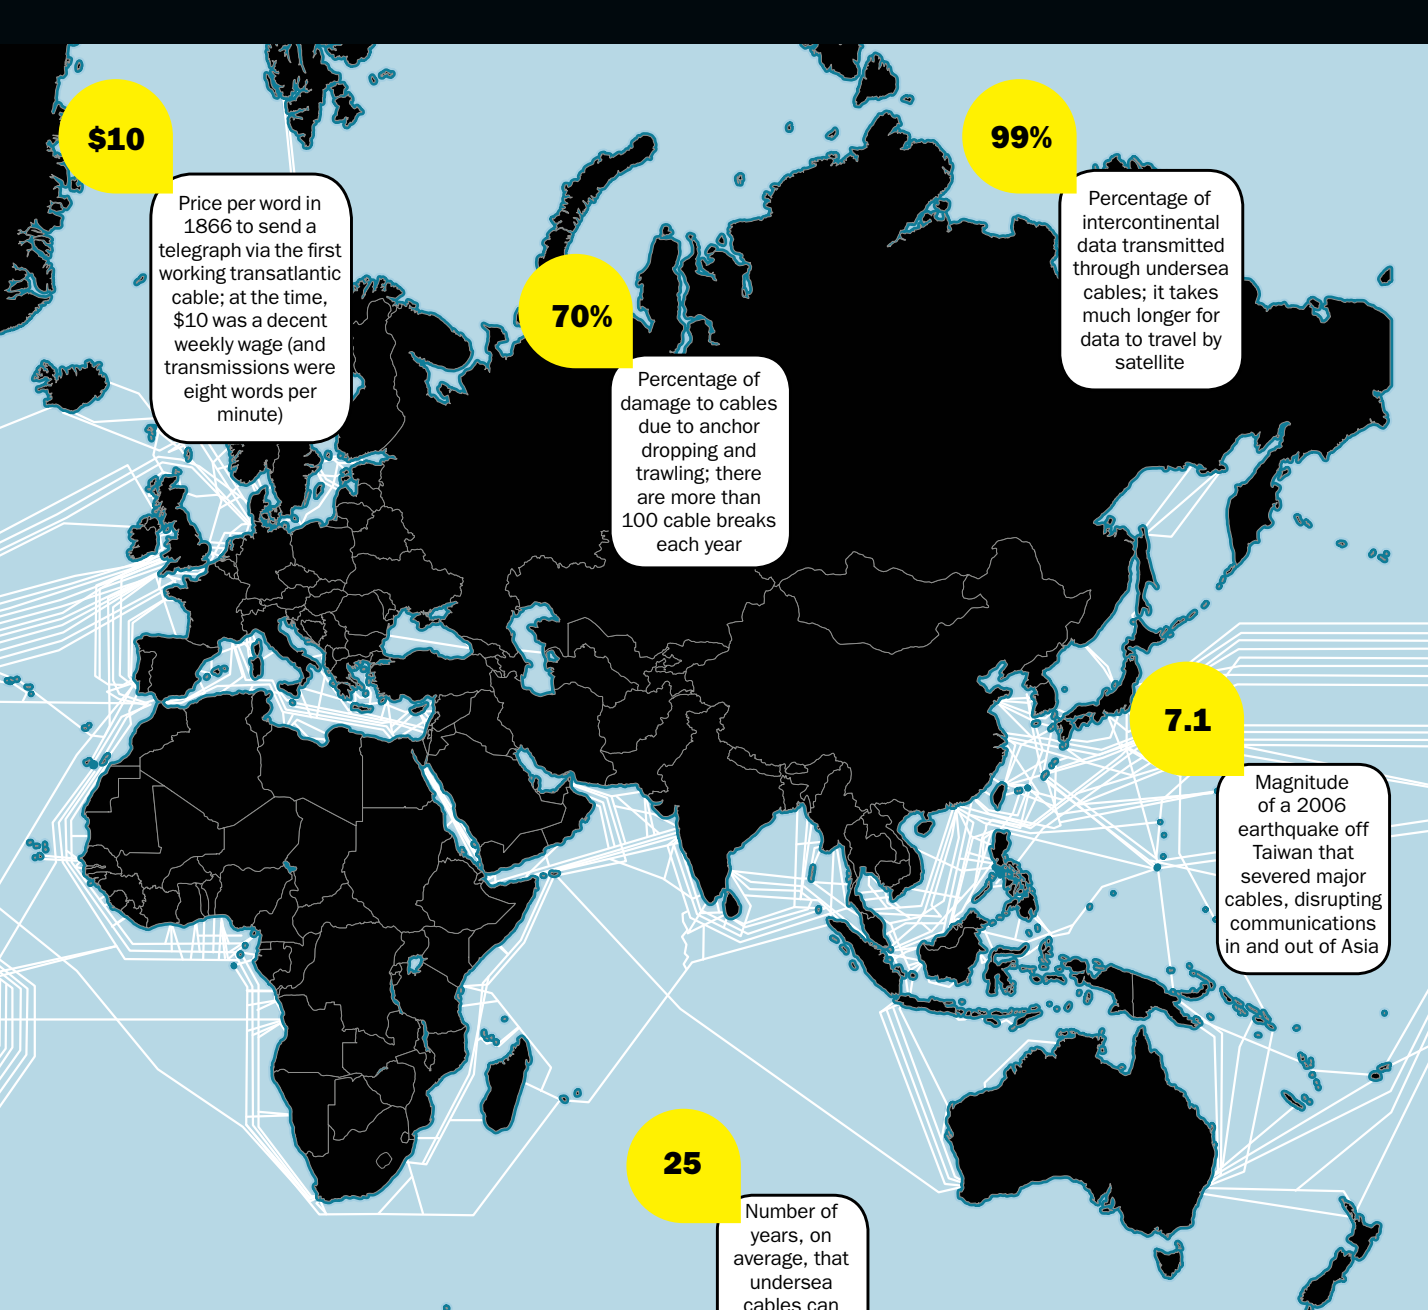 $10
Price per word in
1866 to send a
telegraph via the first
working transatlantic
cable; at the time,
$10 was a decent
weekly wage (and
transmissions were
eight words per
minute)
99%
Percentage of
intercontinental
data transmitted
through undersea
cables; it takes
much longer for
data to travel by
satellite
70%
Percentage of
damage to cables
due to anchor
dropping and
trawling; there
are more than
100 cable breaks
each year
7.1
Magnitude
of a 2006
earthquake off
Taiwan that
severed major
cables, disrupting
communications
in and out of Asia
25
Number of
years, on
average, that
undersea
cables can